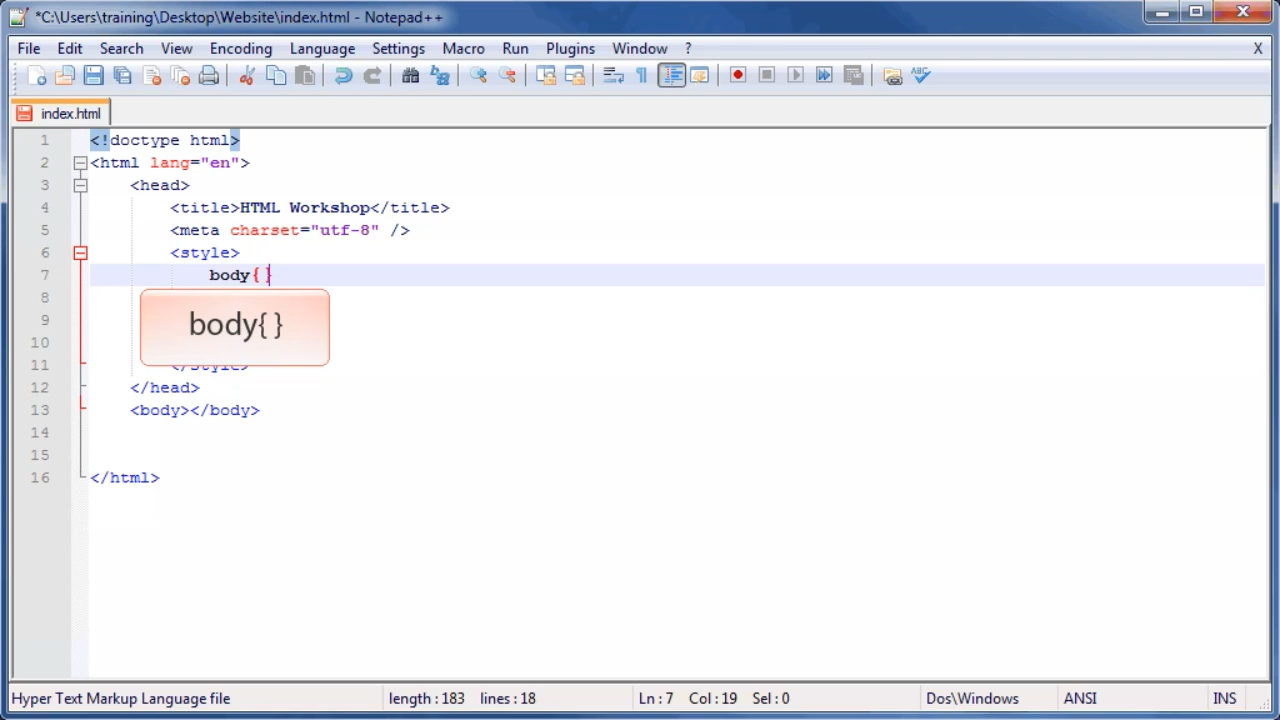 *C:\Users\training\Desktop\Website\index.html - Notepad++
File Edit Search View Encoding Language Settings Macro Run Plugins Window ? X
index.html
1 <!doctype html>
2 <html lang="en">
3 <head>
4 <title>HTML Workshop</title>
5 <meta charset="utf-8" />
6 <style>
7 body{}
8
body{}
9
10
11 </style>
12 </head>
13 <body></body>
14
15
16 </html>
Hyper Text Markup Language file length : 183 lines : 18 Ln : 7 Col : 19 Sel : 0 Dos\Windows ANSI INS